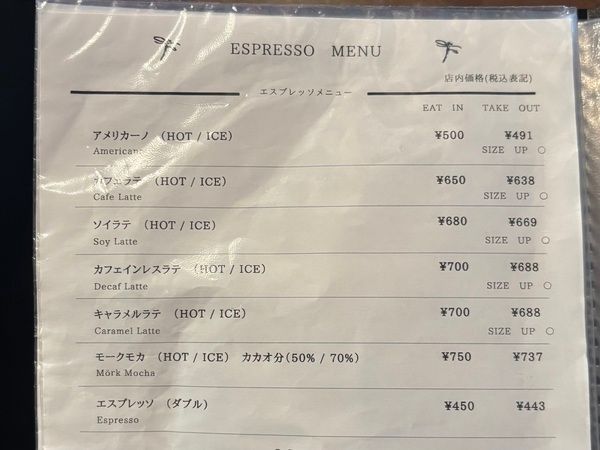 ESPRESSO MENU
店内価格(税込表記)
エスプレッソメニュー
EAT IN TAKE OUT
アメリカーノ (HOT / ICE) ¥500 ¥491
Americano SIZE UP ○
カフェラテ (HOT / ICE) ¥650 ¥638
Cafe Latte SIZE UP ○
ソイラテ (HOT / ICE) ¥680 ¥669
Soy Latte SIZE UP ○
カフェインレスラテ (HOT / ICE) ¥700 ¥688
Decaf Latte SIZE UP ○
キャラメルラテ (HOT / ICE) ¥700 ¥688
Caramel Latte SIZE UP ○
モークモカ (HOT / ICE) カカオ分(50% / 70%) ¥750 ¥737
Mörk Mocha
エスプレッソ (ダブル) ¥450 ¥443
Espresso